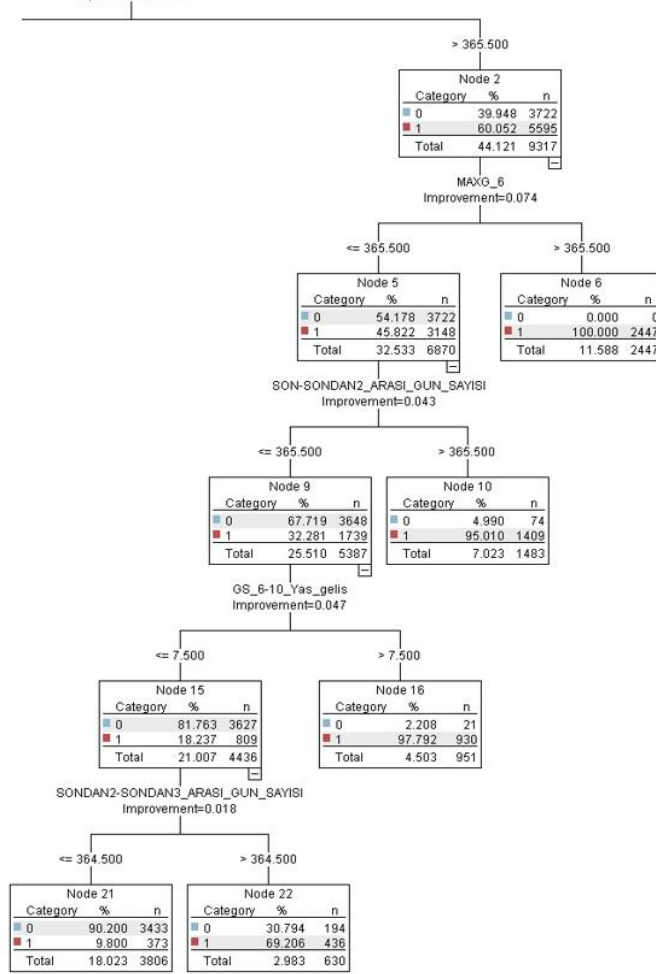 > 365.500
Node 2
Category % n
0 39.948 3722
1 60.052 5595
Total 44.121 9317
MAXG_6
Improvement=0.074
<= 365.500
> 365.500
Node 5
Category % n
0 54.178 3722
1 45.822 3148
Total 32.533 6870
Node 6
Category % n
0 0.000 0
1 100.000 2447
Total 11.588 2447
SON-SONDAN2_ARASI_GUN_SAYISI
Improvement=0.043
<= 365.500
> 365.500
Node 9
Category % n
0 67.719 3648
1 32.281 1739
Total 25.510 5387
Node 10
Category % n
0 4.990 74
1 95.010 1409
Total 7.023 1483
GS_6-10_Yas_gelis
Improvement=0.047
<= 7.500
> 7.500
Node 15
Category % n
0 81.763 3627
1 18.237 809
Total 21.007 4436
Node 16
Category % n
0 2.208 21
1 97.792 930
Total 4.503 951
SONDAN2-SONDAN3_ARASI_GUN_SAYISI
Improvement=0.018
<= 364.500
> 364.500
Node 21
Category % n
0 90.200 3433
1 9.800 373
Total 18.023 3806
Node 22
Category % n
0 30.794 194
1 69.206 436
Total 2.983 630